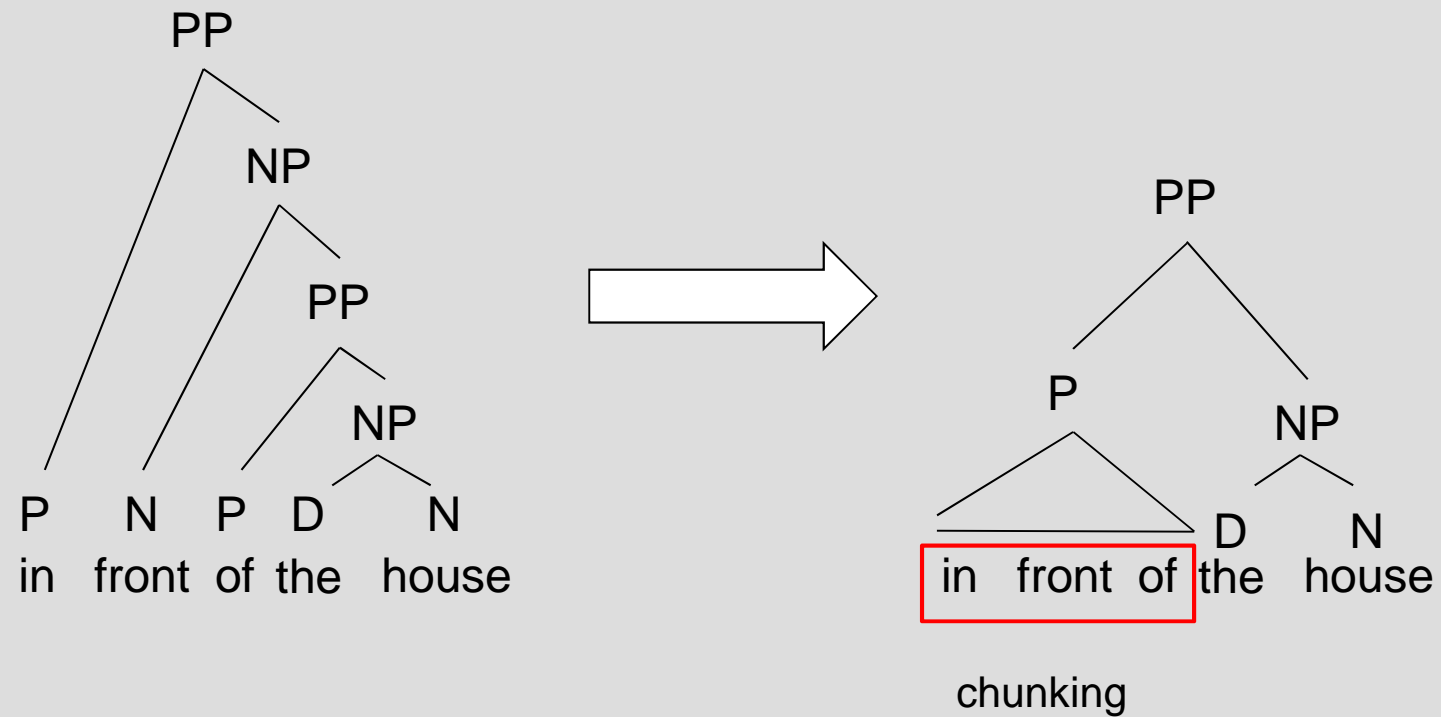 PP
NP
PP
PP
P
NP
NP
P N P D N
D N
in front of the house
in front of the house
chunking